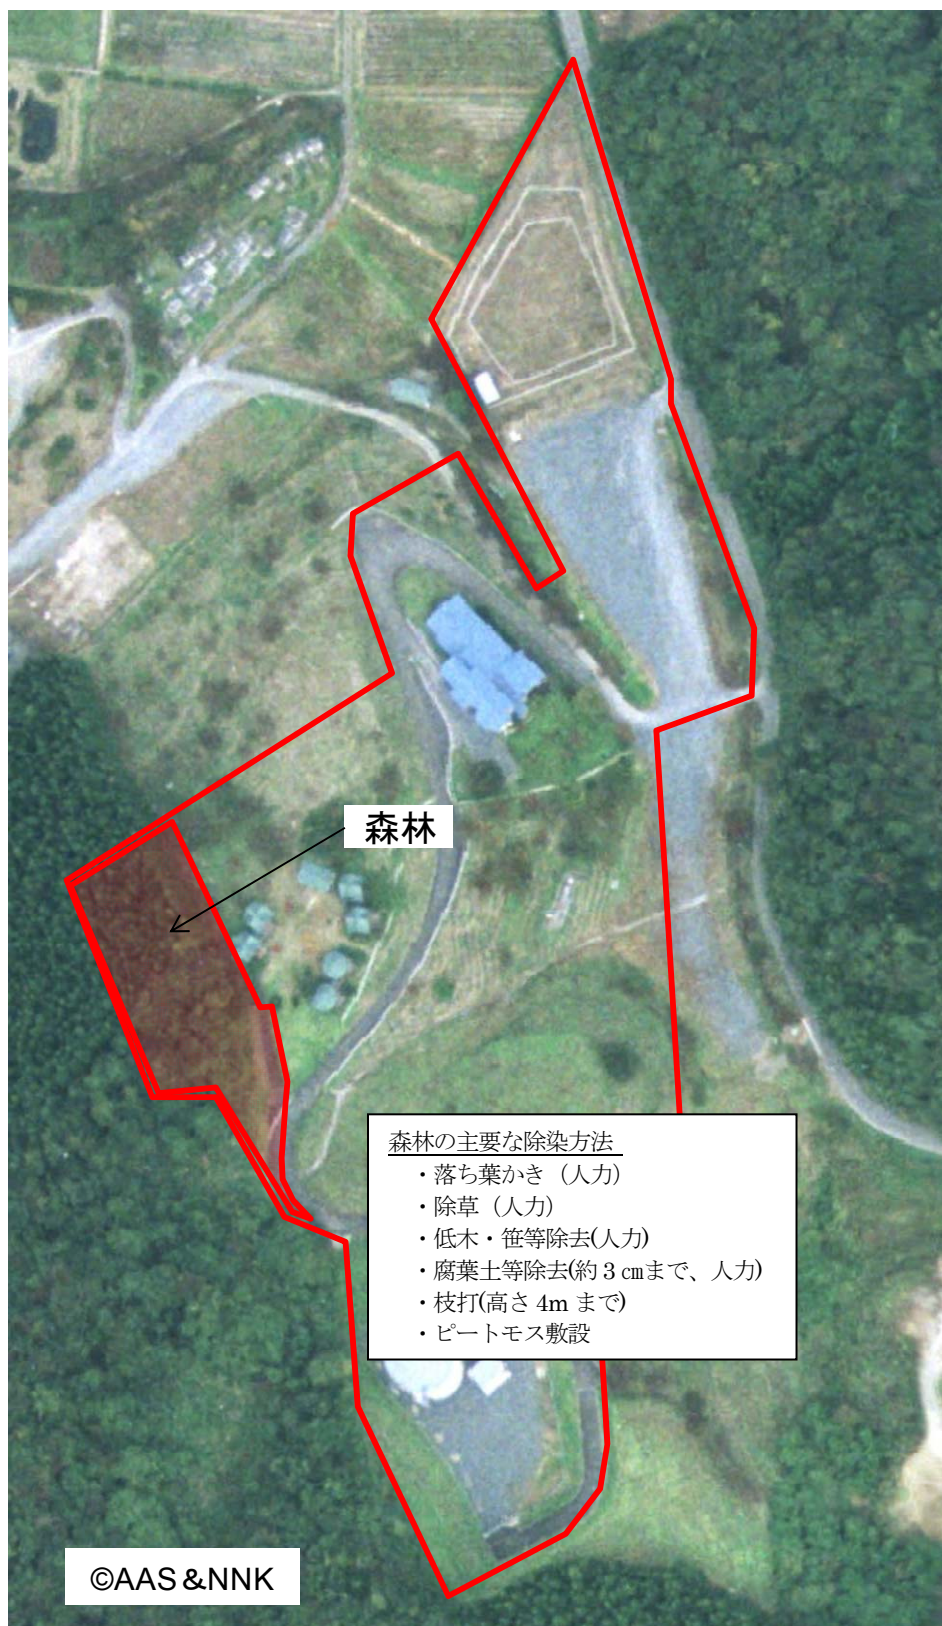 森林
森林の主要な除染方法
・落ち葉かき（人力）
・除草（人力）
・低木・笹等除去(人力)
・腐葉土等除去(約３㎝まで、人力)
・枝打(高さ 4m まで)
・ピートモス敷設
©AAS&NNK